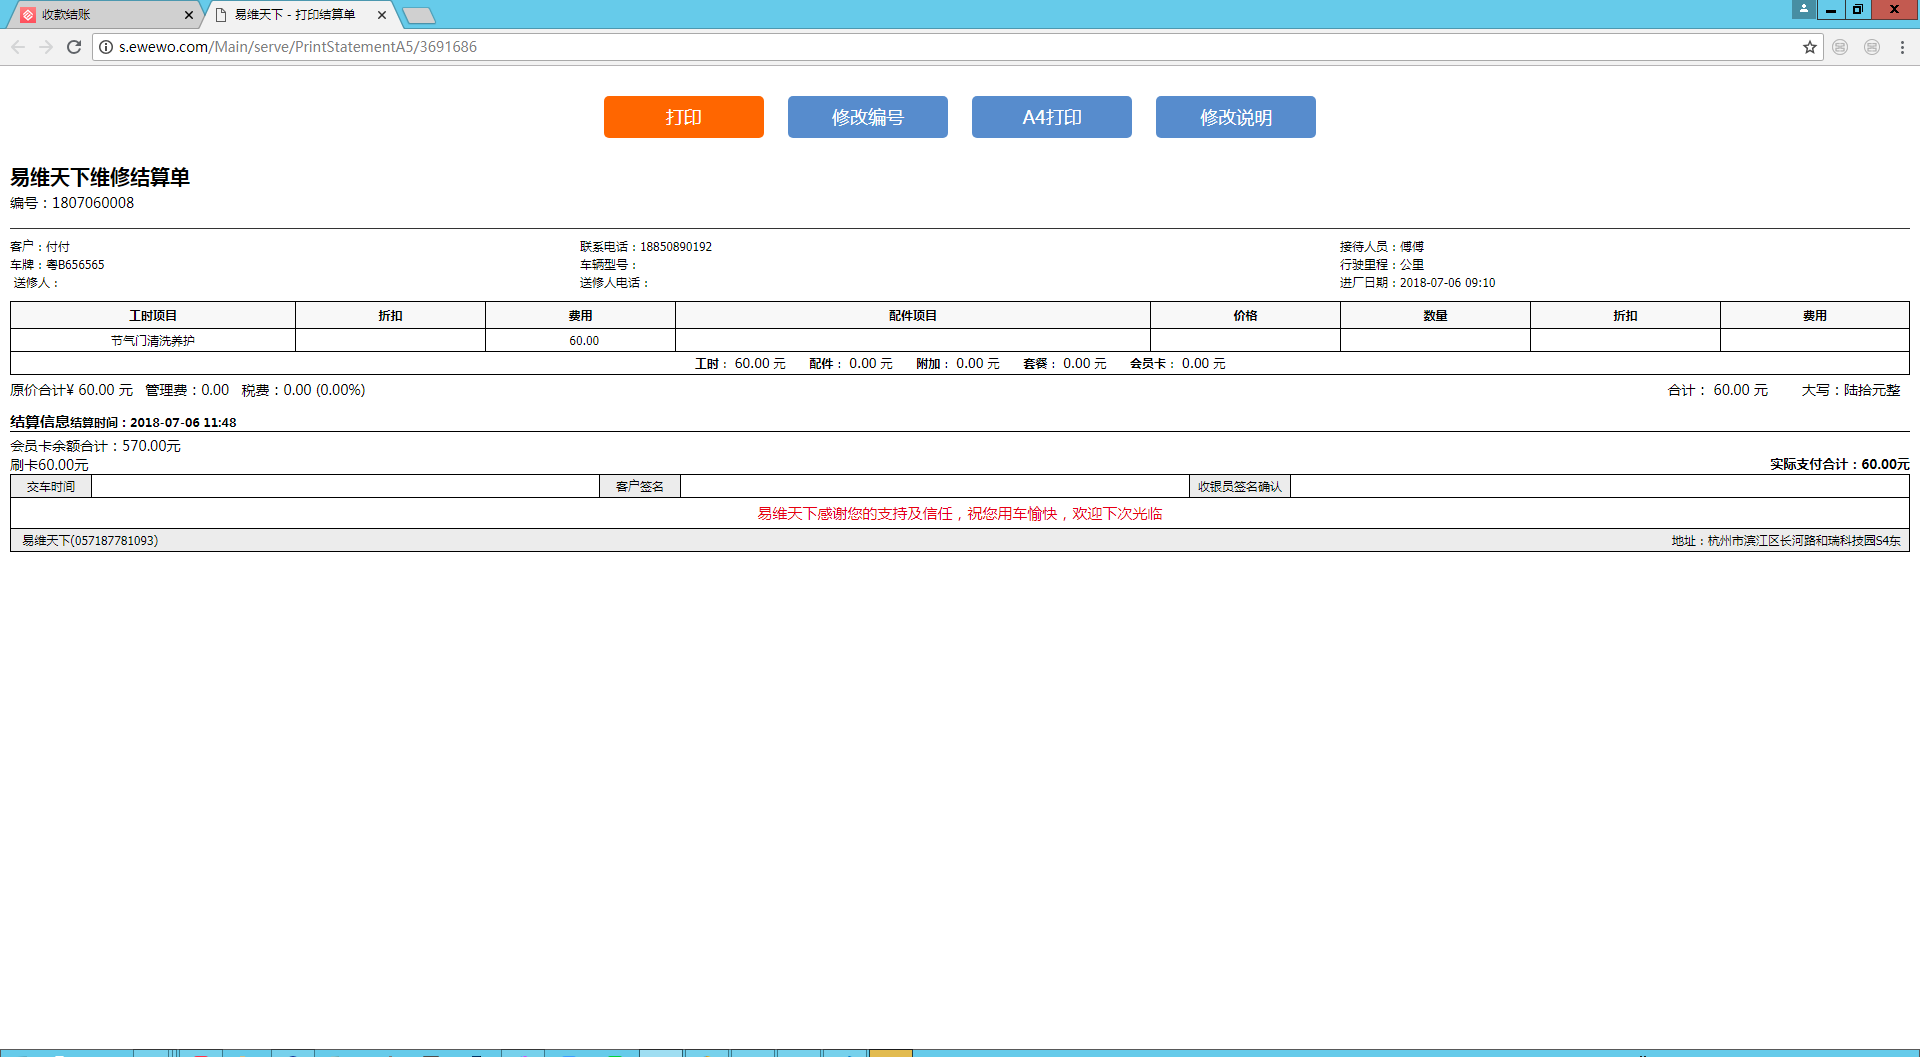 收款结账
易维天下 - 打印结算单
s.ewewo.com/Main/serve/PrintStatementA5/3691686
打印 修改编号 A4打印 修改说明
易维天下维修结算单
编号：1807060008
客户：付付 联系电话：18850890192 接待人员：傅傅
车牌：粤B656565 车辆型号： 行驶里程：公里
送修人： 送修人电话： 进厂日期：2018-07-06 09:10
工时项目 折扣 费用 配件项目 价格 数量 折扣 费用
节气门清洗养护 60.00
工时： 60.00 元 配件： 0.00 元 附加： 0.00 元 套餐： 0.00 元 会员卡： 0.00 元
原价合计¥ 60.00 元 管理费：0.00 税费：0.00 (0.00%) 合计： 60.00 元 大写：陆拾元整
结算信息结算时间：2018-07-06 11:48
会员卡余额合计：570.00元
刷卡60.00元 实际支付合计：60.00元
交车时间 客户签名 收银员签名确认
易维天下感谢您的支持及信任，祝您用车愉快，欢迎下次光临
易维天下(057187781093) 地址：杭州市滨江区长河路和瑞科技园S4东